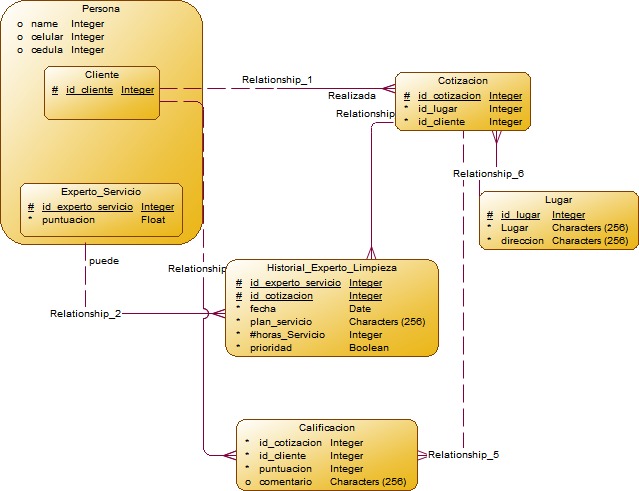 Persona
o name Integer
o celular Integer
o cedula Integer
Cliente
# id_cliente Integer
Relationship_1
Realizada
Relationship
Cotizacion
# id_cotizacion Integer
* id_lugar Integer
* id_cliente Integer
Relationship_6
Experto_Servicio
# id_experto_servicio Integer
* puntuacion Float
Lugar
# id_lugar Integer
* Lugar Characters (256)
* direccion Characters (256)
puede
Relationship
Relationship_2
Historial_Experto_Limpieza
# id_experto_servicio Integer
# id_cotizacion Integer
* fecha Date
* plan_servicio Characters (256)
* #horas_Servicio Integer
* prioridad Boolean
Calificacion
* id_cotizacion Integer
* id_cliente Integer
* puntuacion Integer
o comentario Characters (256)
Relationship_5